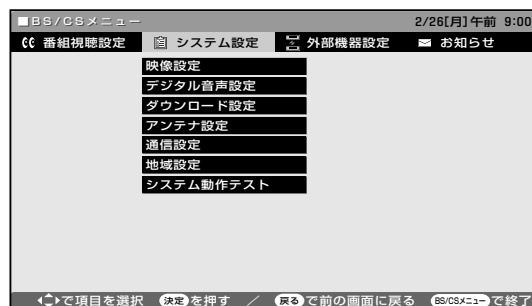 ■BS/CSメニュー 2/26[月]午前 9:00
番組視聴設定 システム設定 外部機器設定 お知らせ
映像設定
デジタル音声設定
ダウンロード設定
アンテナ設定
通信設定
地域設定
システム動作テスト
で項目を選択 決定を押す / 戻るで前の画面に戻る BS/CSメニューで終了